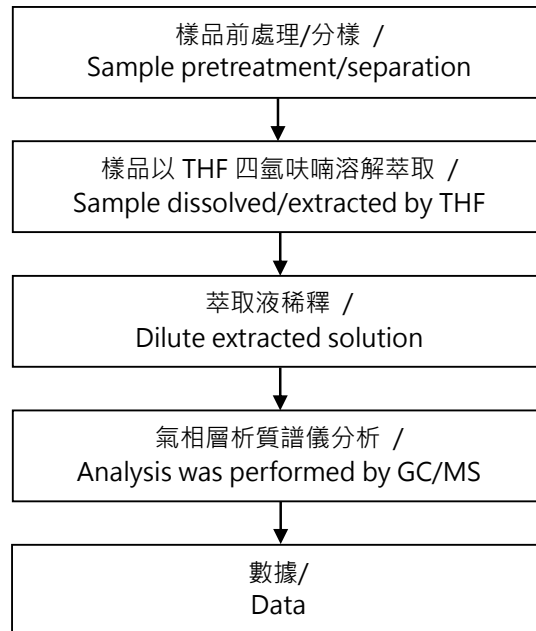 樣品前處理/分樣 /
Sample pretreatment/separation
樣品以 THF 四氫呋喃溶解萃取 /
Sample dissolved/extracted by THF
萃取液稀釋 /
Dilute extracted solution
氣相層析質譜儀分析 /
Analysis was performed by GC/MS
數據/
Data